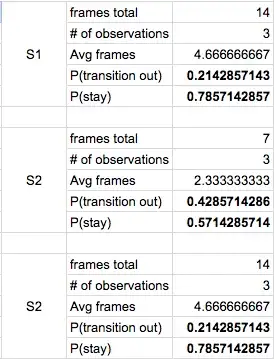 frames total 14
# of observations 3
S1 Avg frames 4.666666667
P(transition out) 0.2142857143
P(stay) 0.7857142857
frames total 7
# of observations 3
S2 Avg frames 2.333333333
P(transition out) 0.4285714286
P(stay) 0.5714285714
frames total 14
# of observations 3
S2 Avg frames 4.666666667
P(transition out) 0.2142857143
P(stay) 0.7857142857